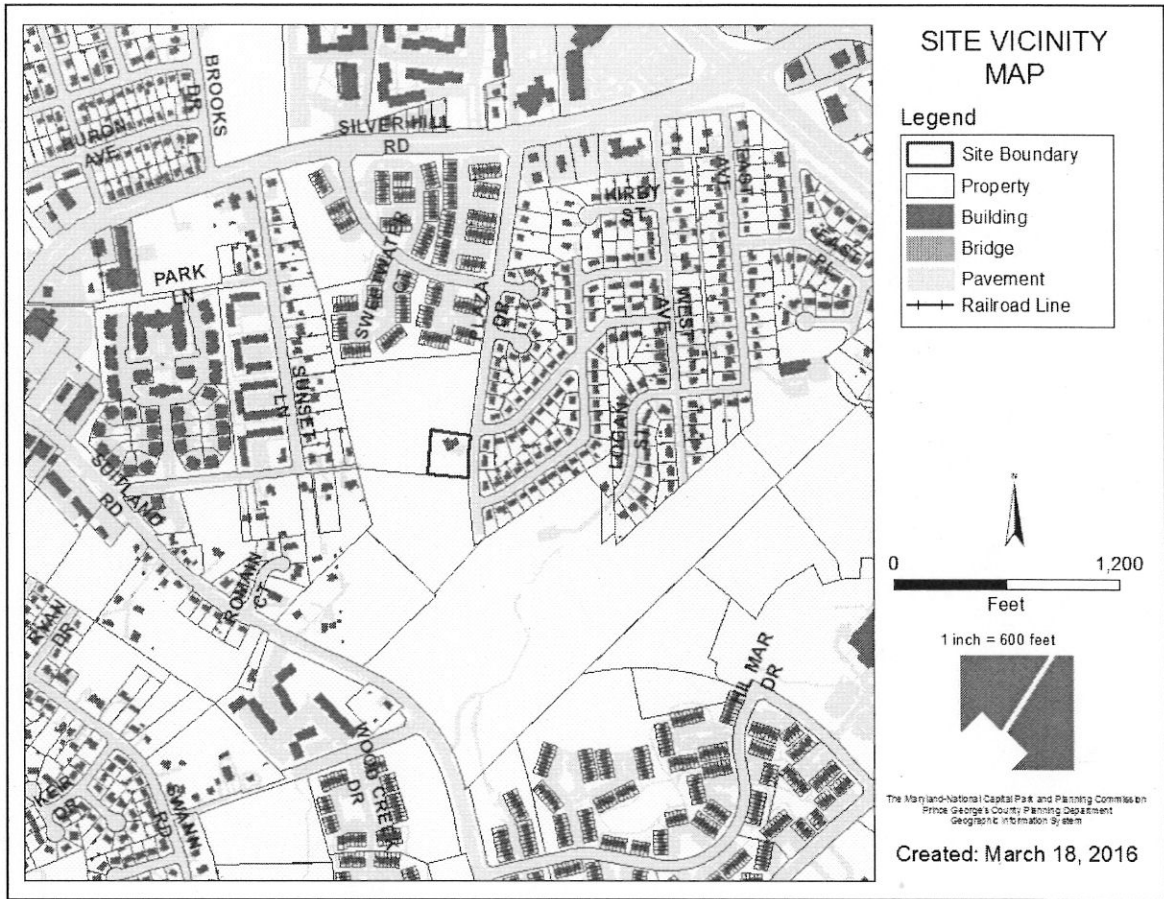 SITE VICINITY
MAP
Legend
Site Boundary
Property
Building
Bridge
Pavement
Railroad Line
N
0 1,200
Feet
1 inch = 600 feet
The Maryland-National Capital Park and Planning Commission
Prince George's County Planning Department
Geographic Information System
Created: March 18, 2016
BROOKS
DR
HURON
AVE
SILVER HILL
RD
KIRBY
ST
EAST
AVE
EAST
PL
PARK
LN
SWEETWATER
CT
PLAZA
DR
WEST
AVE
SUNSET
LN
LOGAN
ST
SUITLAND
RD
ROMAIN
CT
RYAN
DR
HIL MAR
DR
WOOD CREEK
DR
KEIR
DR
SWANN
RD